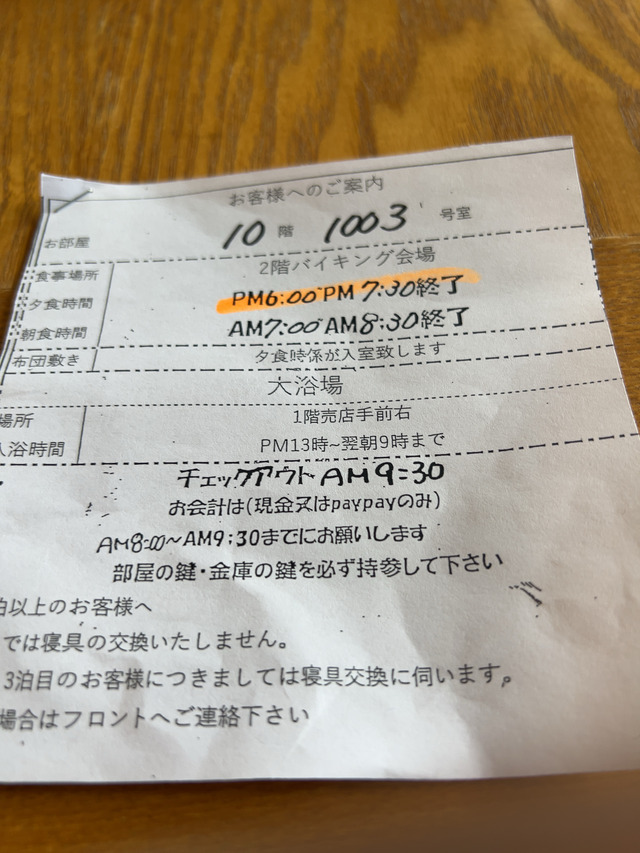 お客様へのご案内
お部屋 10 階 1003 号室
食事場所 2階バイキング会場
夕食時間 PM6:00~PM7:30終了
朝食時間 AM7:00~AM8:30終了
布団敷き 夕食時係が入室致します
大浴場
場所 1階売店手前右
入浴時間 PM13時~翌朝9時まで
チェックアウトAM9:30
お会計は(現金又はpaypayのみ)
AM8:00~AM9:30までにお願いします
部屋の鍵・金庫の鍵を必ず持参して下さい
泊以上のお客様へ
では寝具の交換いたしません。
3泊目のお客様につきましては寝具交換に伺います。
場合はフロントへご連絡下さい